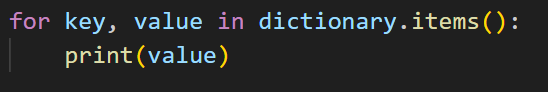 for key, value in dictionary.items():
    print(value)